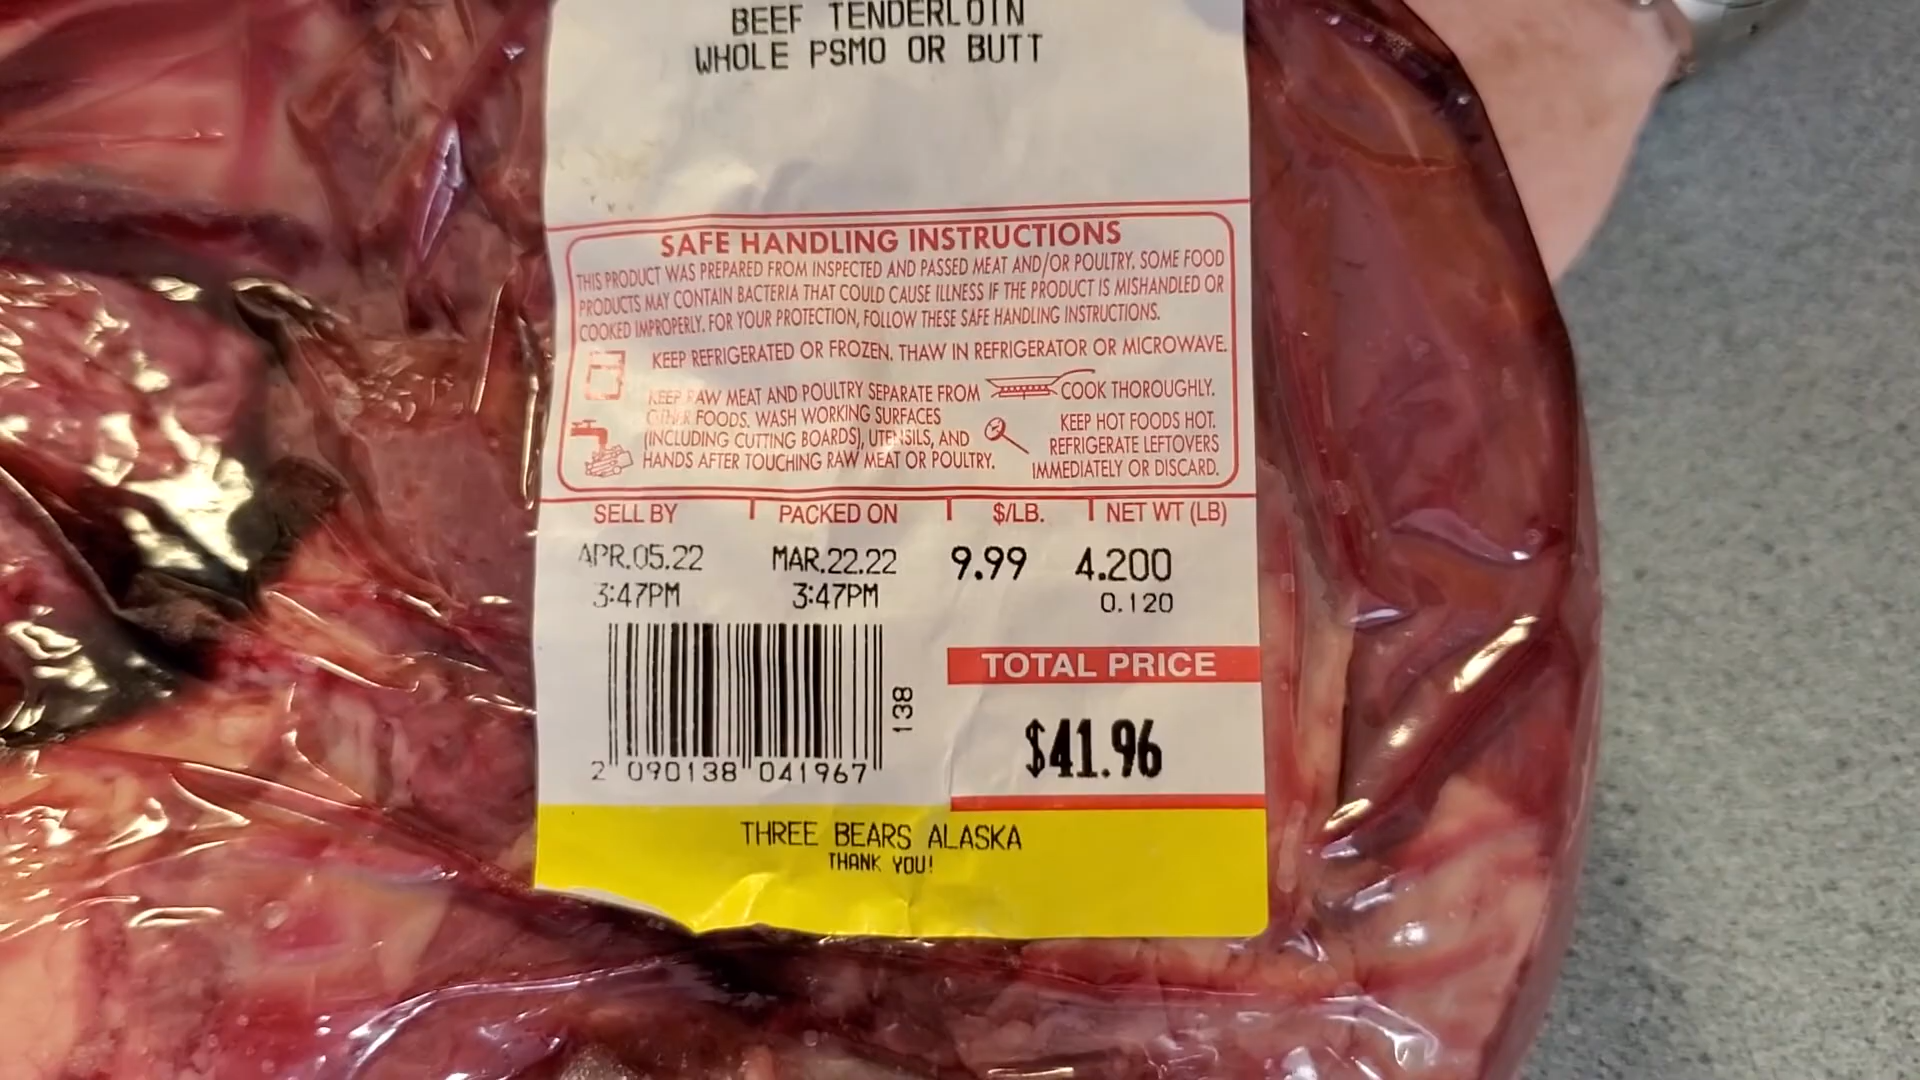 BEEF TENDERLOIN
WHOLE PSMO OR BUTT
SAFE HANDLING INSTRUCTIONS
THIS PRODUCT WAS PREPARED FROM INSPECTED AND PASSED MEAT AND/OR POULTRY. SOME FOOD
PRODUCTS MAY CONTAIN BACTERIA THAT COULD CAUSE ILLNESS IF THE PRODUCT IS MISHANDLED OR
COOKED IMPROPERLY. FOR YOUR PROTECTION, FOLLOW THESE SAFE HANDLING INSTRUCTIONS.
KEEP REFRIGERATED OR FROZEN. THAW IN REFRIGERATOR OR MICROWAVE.
KEEP RAW MEAT AND POULTRY SEPARATE FROM
OTHER FOODS. WASH WORKING SURFACES
(INCLUDING CUTTING BOARDS), UTENSILS, AND
HANDS AFTER TOUCHING RAW MEAT OR POULTRY.
COOK THOROUGHLY.
KEEP HOT FOODS HOT.
REFRIGERATE LEFTOVERS
IMMEDIATELY OR DISCARD.
SELL BY PACKED ON $/LB. NET WT (LB)
APR.05.22 MAR.22.22 9.99 4.200
3:47PM 3:47PM 0.120
138
2 090138 041967
TOTAL PRICE
$41.96
THREE BEARS ALASKA
THANK YOU!